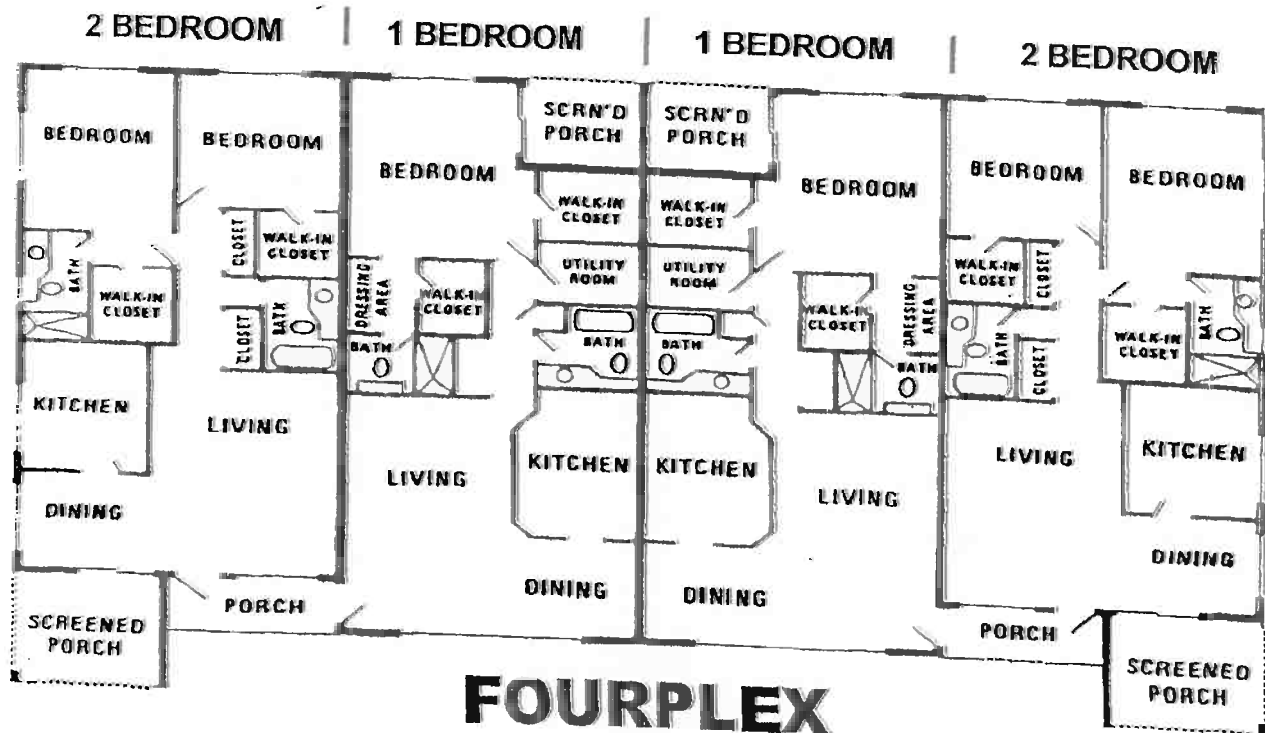 2 BEDROOM
1 BEDROOM
1 BEDROOM
2 BEDROOM
BEDROOM
BEDROOM
BEDROOM
SCRN'D
PORCH
SCRN'D
PORCH
BEDROOM
BEDROOM
BEDROOM
WALK-IN
CLOSET
WALK-IN
CLOSET
CLOSET
WALK-IN
CLOSET
UTILITY
ROOM
UTILITY
ROOM
WALK-IN
CLOSET
CLOSET
BATH
WALK-IN
CLOSET
BATH
CLOSET
DRESSING
AREA
WALK-IN
CLOSET
BATH
BATH
BATH
WALK-IN
CLOSET
DRESSING
AREA
BATH
BATH
CLOSET
WALK-IN
CLOSET
BATH
KITCHEN
LIVING
LIVING
KITCHEN
KITCHEN
LIVING
LIVING
KITCHEN
DINING
DINING
DINING
DINING
PORCH
PORCH
SCREENED
PORCH
SCREENED
PORCH
FOURPLEX